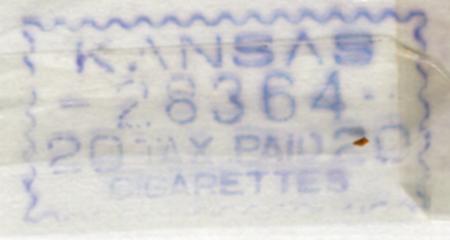 KANSAS
-28364-
20 TAX PAID 20
CIGARETTES